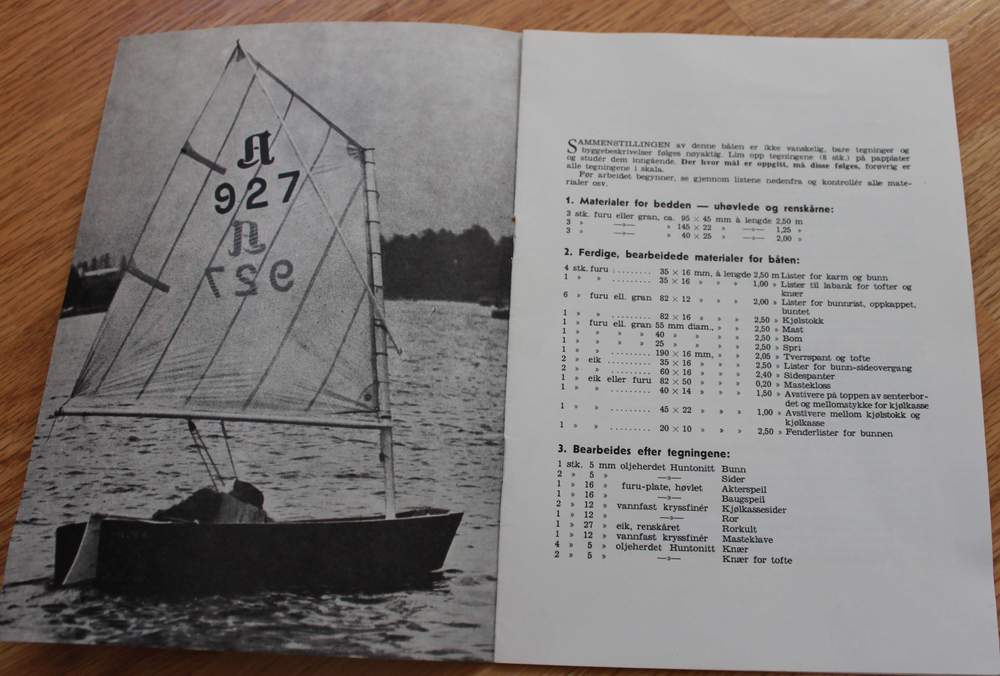 A
927
A
927
SAMMENSTILLINGEN av denne båten er ikke vanskelig, bare tegninger og
byggebeskrivelser følges nøyaktig. Lim opp tegningene (8 stk.) på papplater
og studér dem inngående. Der hvor mål er oppgitt, må disse følges, forøvrig er
alle tegningene i skala.
Før arbeidet begynner, se gjennom listene nedenfra og kontrollér alle mate-
rialer osv.
1. Materialer for bedden — uhøvlede og renskårne:
3 stk. furu eller gran, ca. 95 × 45 mm à lengde 2,50 m
3 » —»— » 145 × 22 » —»— 1,25 »
3 » —»— » 40 × 25 » —»— 2,00 »
2. Ferdige, bearbeidede materialer for båten:
4 stk. furu ......... 35 × 16 mm, à lengde 2,50 m Lister for karm og bunn
1 » » ......... 35 × 16 » » » 1,00 » Lister til labank for tofter og
knær
6 » furu ell. gran 82 × 12 » » » 2,00 » Lister for bunnrist, oppkappet,
buntet
1 » » ......... 82 × 16 » » » 2,50 » Kjølstokk
1 » furu ell. gran 55 mm diam., » » 2,50 » Mast
1 » » » » 40 » » » » 2,50 » Bom
1 » » » » 25 » » » » 2,50 » Spri
1 » » ......... 190 × 16 mm, » » 2,05 » Tverrspant og tofte
2 » eik ......... 35 × 16 » » » 2,50 » Lister for bunn-sideovergang
2 » » ......... 60 × 16 » » » 2,40 » Sidespanter
1 » eik eller furu 82 × 50 » » » 0,20 » Mastekloss
1 » » ......... 40 × 14 » » » 1,50 » Avstivere på toppen av senterbor-
det og mellomstykke for kjølkasse
1 » » ......... 45 × 22 » » » 1,00 » Avstivere mellom kjølstokk og
kjølkasse
1 » » ......... 20 × 10 » » » 2,50 » Fenderlister for bunnen
3. Bearbeides efter tegningene:
1 stk. 5 mm oljeherdet Huntonitt Bunn
2 » 5 » —»— Sider
1 » 16 » furu-plate, høvlet Akterspeil
1 » 16 » —»— Baugspeil
2 » 12 » vannfast kryssfinér Kjølkassesider
1 » 12 » —»— Ror
1 » 27 » eik, renskåret Rorkult
1 » 12 » vannfast kryssfinér Masteklave
4 » 5 » oljeherdet Huntonitt Knær
2 » 5 » —»— Knær for tofte